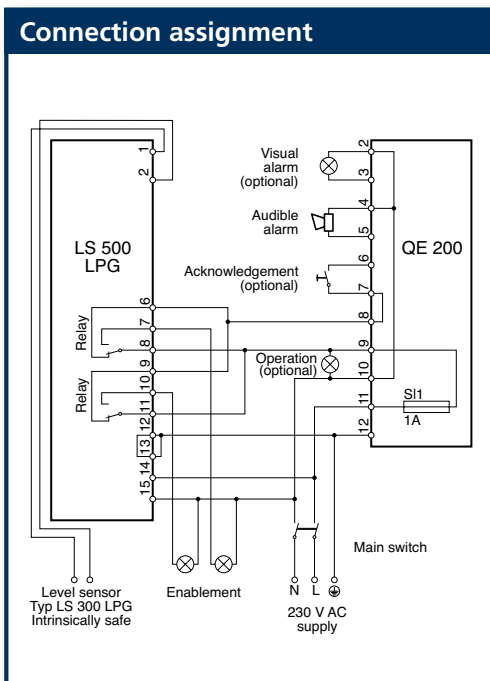 Connection assignment
1
2
LS 500
LPG
Relay
Relay
6
7
8
9
10
11
12
13
14
15
Visual
alarm
(optional)
Audible
alarm
Acknowledgement
(optional)
Operation
(optional)
2
3
4
5
6
7
8
9
10
11
12
QE 200
SI1
1A
Main switch
N L
230 V AC
supply
Enablement
Level sensor
Typ LS 300 LPG
Intrinsically safe